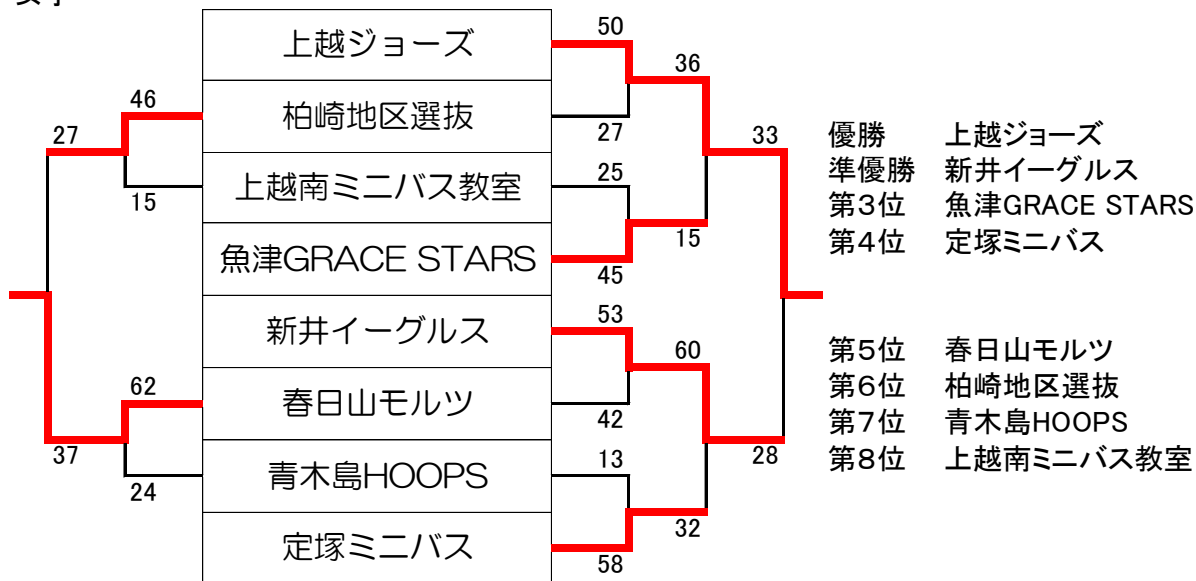 50
上越ジョーズ
36
46
柏崎地区選抜
27
27
33
優勝 上越ジョーズ
準優勝 新井イーグルス
25
上越南ミニバス教室
15
第3位 魚津GRACE STARS
15
第4位 定塚ミニバス
魚津GRACE STARS
45
53
新井イーグルス
60
第5位 春日山モルツ
62
第6位 柏崎地区選抜
春日山モルツ
42
第7位 青木島HOOPS
37
13
28
第8位 上越南ミニバス教室
青木島HOOPS
24
32
定塚ミニバス
58